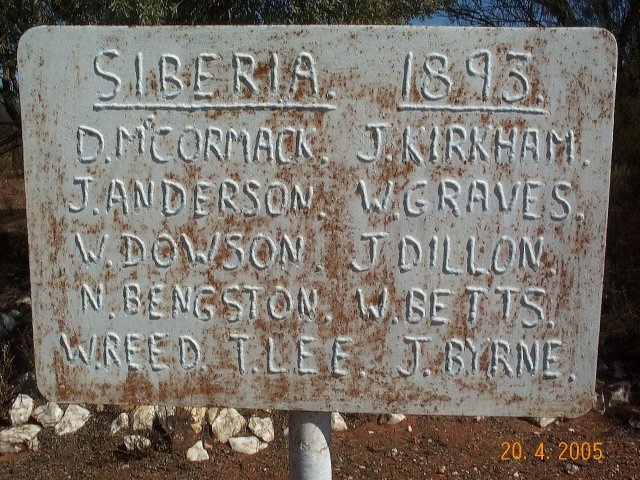 SIBERIA. 1893.
D. McCORMACK. J. KIRKHAM.
J. ANDERSON. W. GRAVES.
W. DOWSON. J DILLON.
N. BENGSTON. W. BETTS.
W. REED. T. LEE. J. BYRNE.
20. 4. 2005